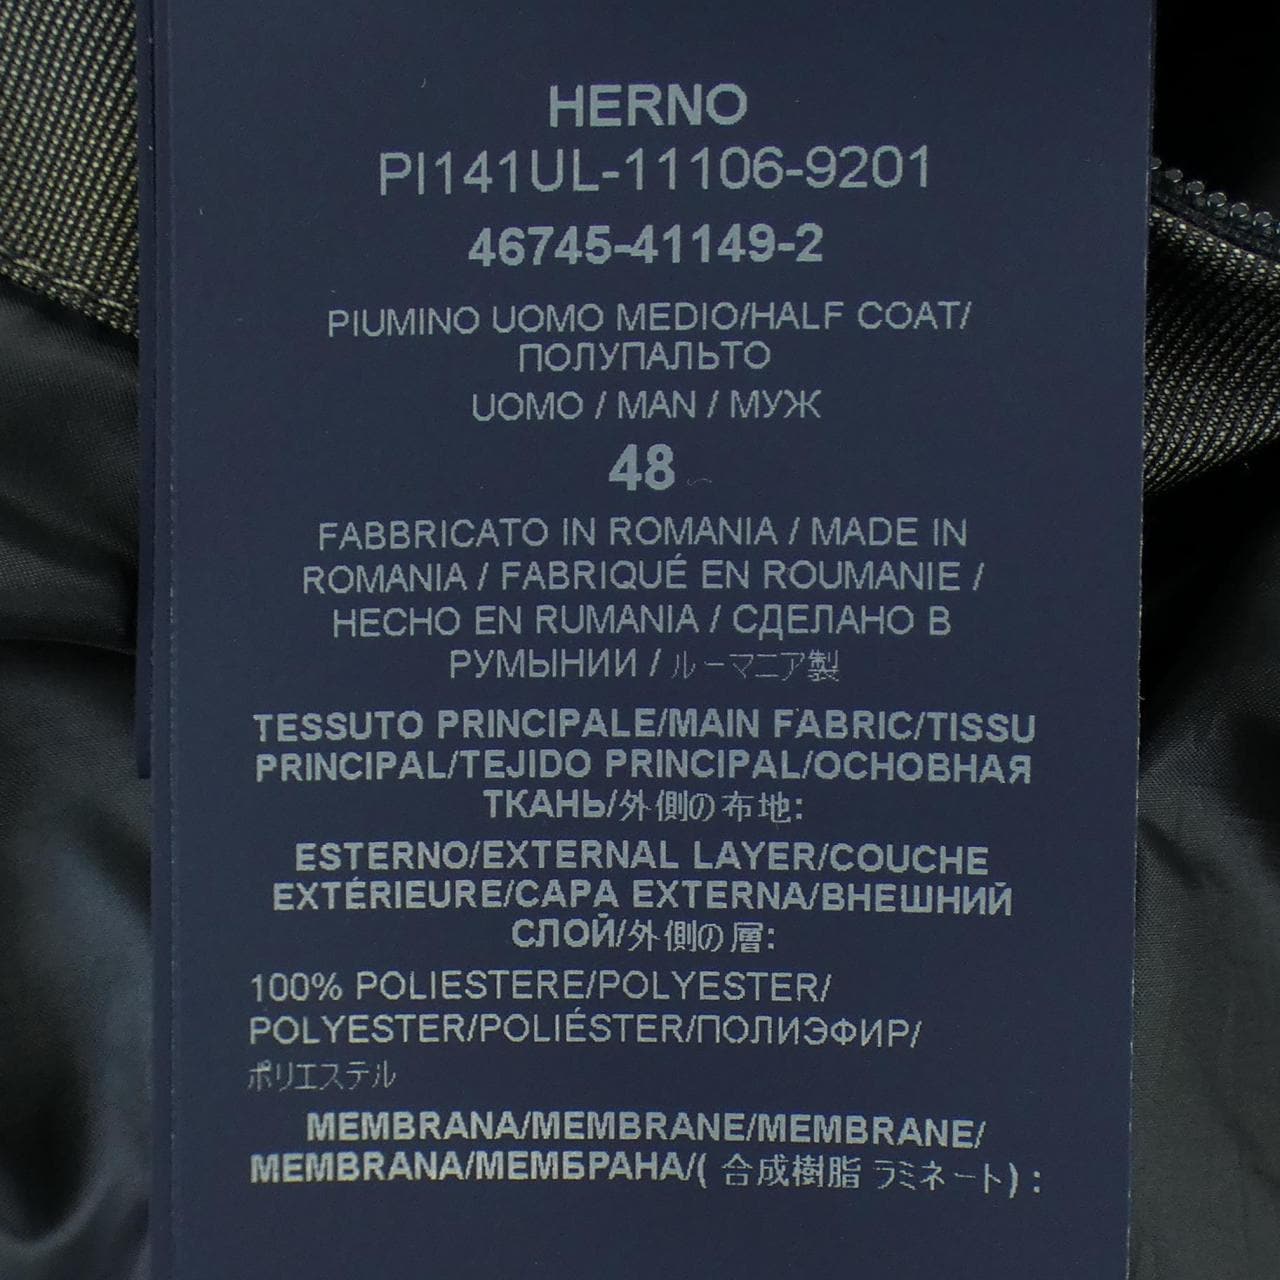 HERNO
PI141UL-11106-9201
46745-41149-2
PIUMINO UOMO MEDIO/HALF COAT/
ПОЛУПАЛЬТО
UOMO / MAN / МУЖ
48
FABBRICATO IN ROMANIA / MADE IN
ROMANIA / FABRIQUÉ EN ROUMANIE /
HECHO EN RUMANIA / СДЕЛАНО В
РУМЫНИИ / ルーマニア製
TESSUTO PRINCIPALE/MAIN FABRIC/TISSU
PRINCIPAL/TEJIDO PRINCIPAL/ОСНОВНАЯ
ТКАНЬ/外側の布地:
ESTERNO/EXTERNAL LAYER/COUCHE
EXTÉRIEURE/CAPA EXTERNA/ВНЕШНИЙ
СЛОЙ/外側の層:
100% POLIESTERE/POLYESTER/
POLYESTER/POLIÉSTER/ПОЛИЭФИР/
ポリエステル
MEMBRANA/MEMBRANE/MEMBRANE/
MEMBRANA/МЕМБРАНА/( 合成樹脂 ラミネート) :